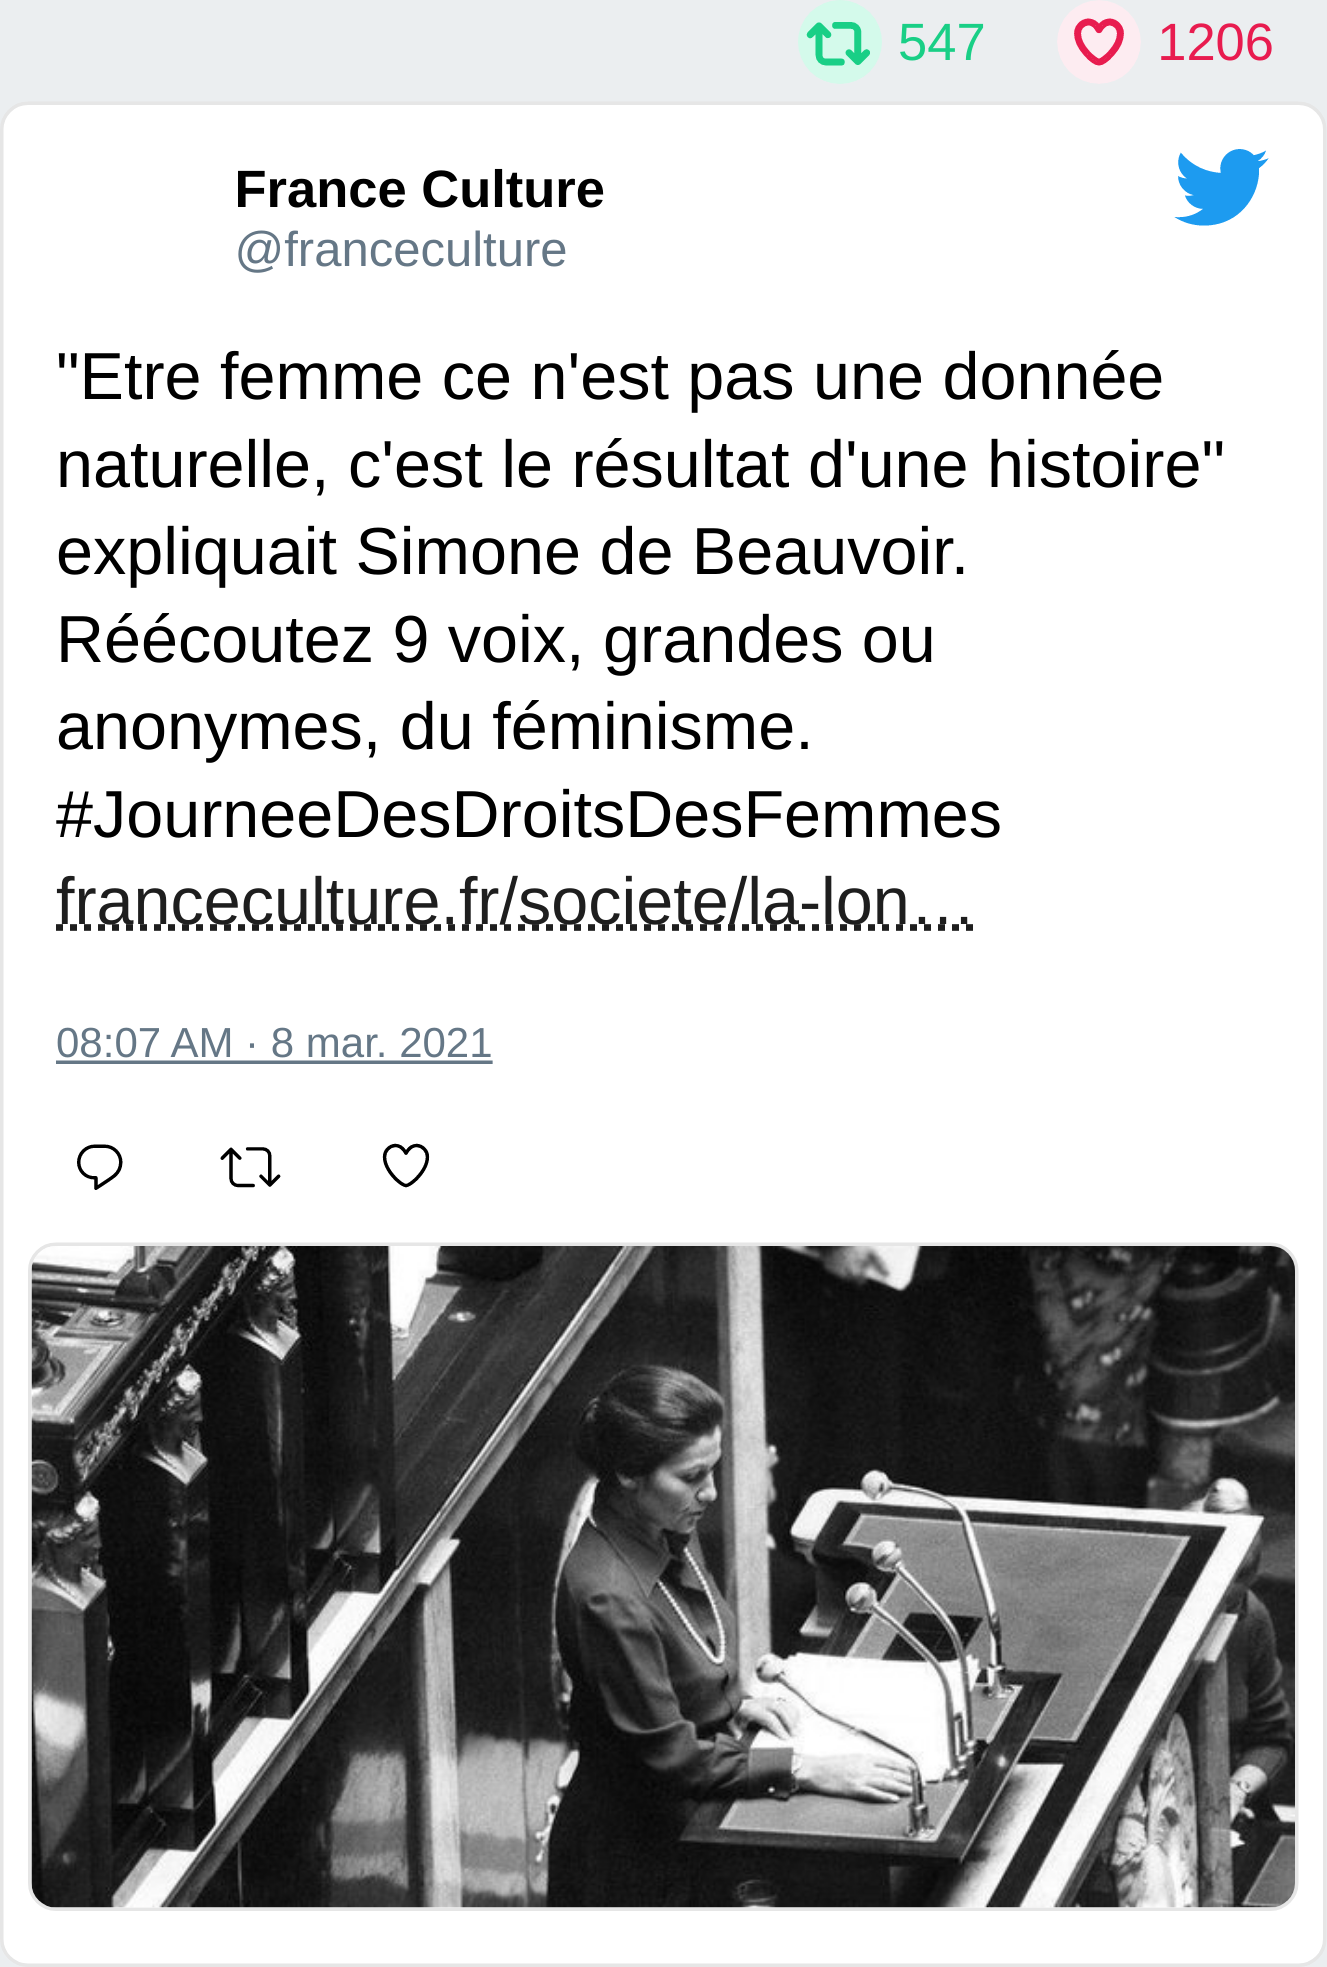 547 1206
France Culture
@franceculture
"Etre femme ce n'est pas une donnée
naturelle, c'est le résultat d'une histoire"
expliquait Simone de Beauvoir.
Réécoutez 9 voix, grandes ou
anonymes, du féminisme.
#JourneeDesDroitsDesFemmes
franceculture.fr/societe/la-lon…
08:07 AM · 8 mar. 2021